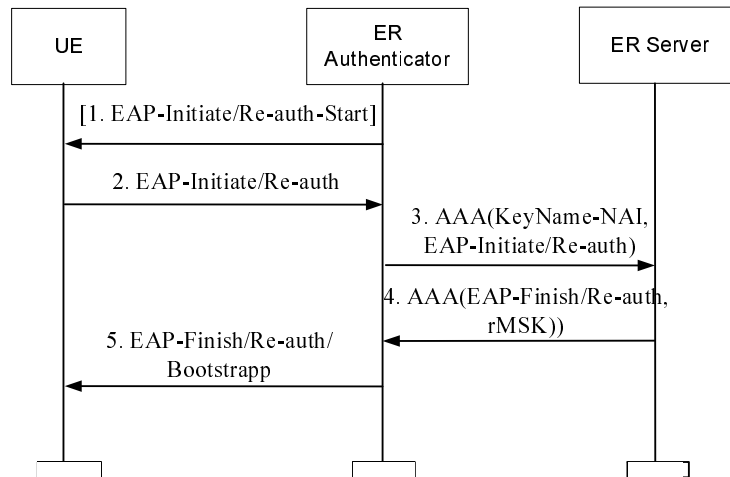 UE
ER
Authenticator
ER Server
[1. EAP-Initiate/Re-auth-Start]
2. EAP-Initiate/Re-auth
3. AAA(KeyName-NAI,
EAP-Initiate/Re-auth)
4. AAA(EAP-Finish/Re-auth,
rMSK))
5. EAP-Finish/Re-auth/
Bootstrapp